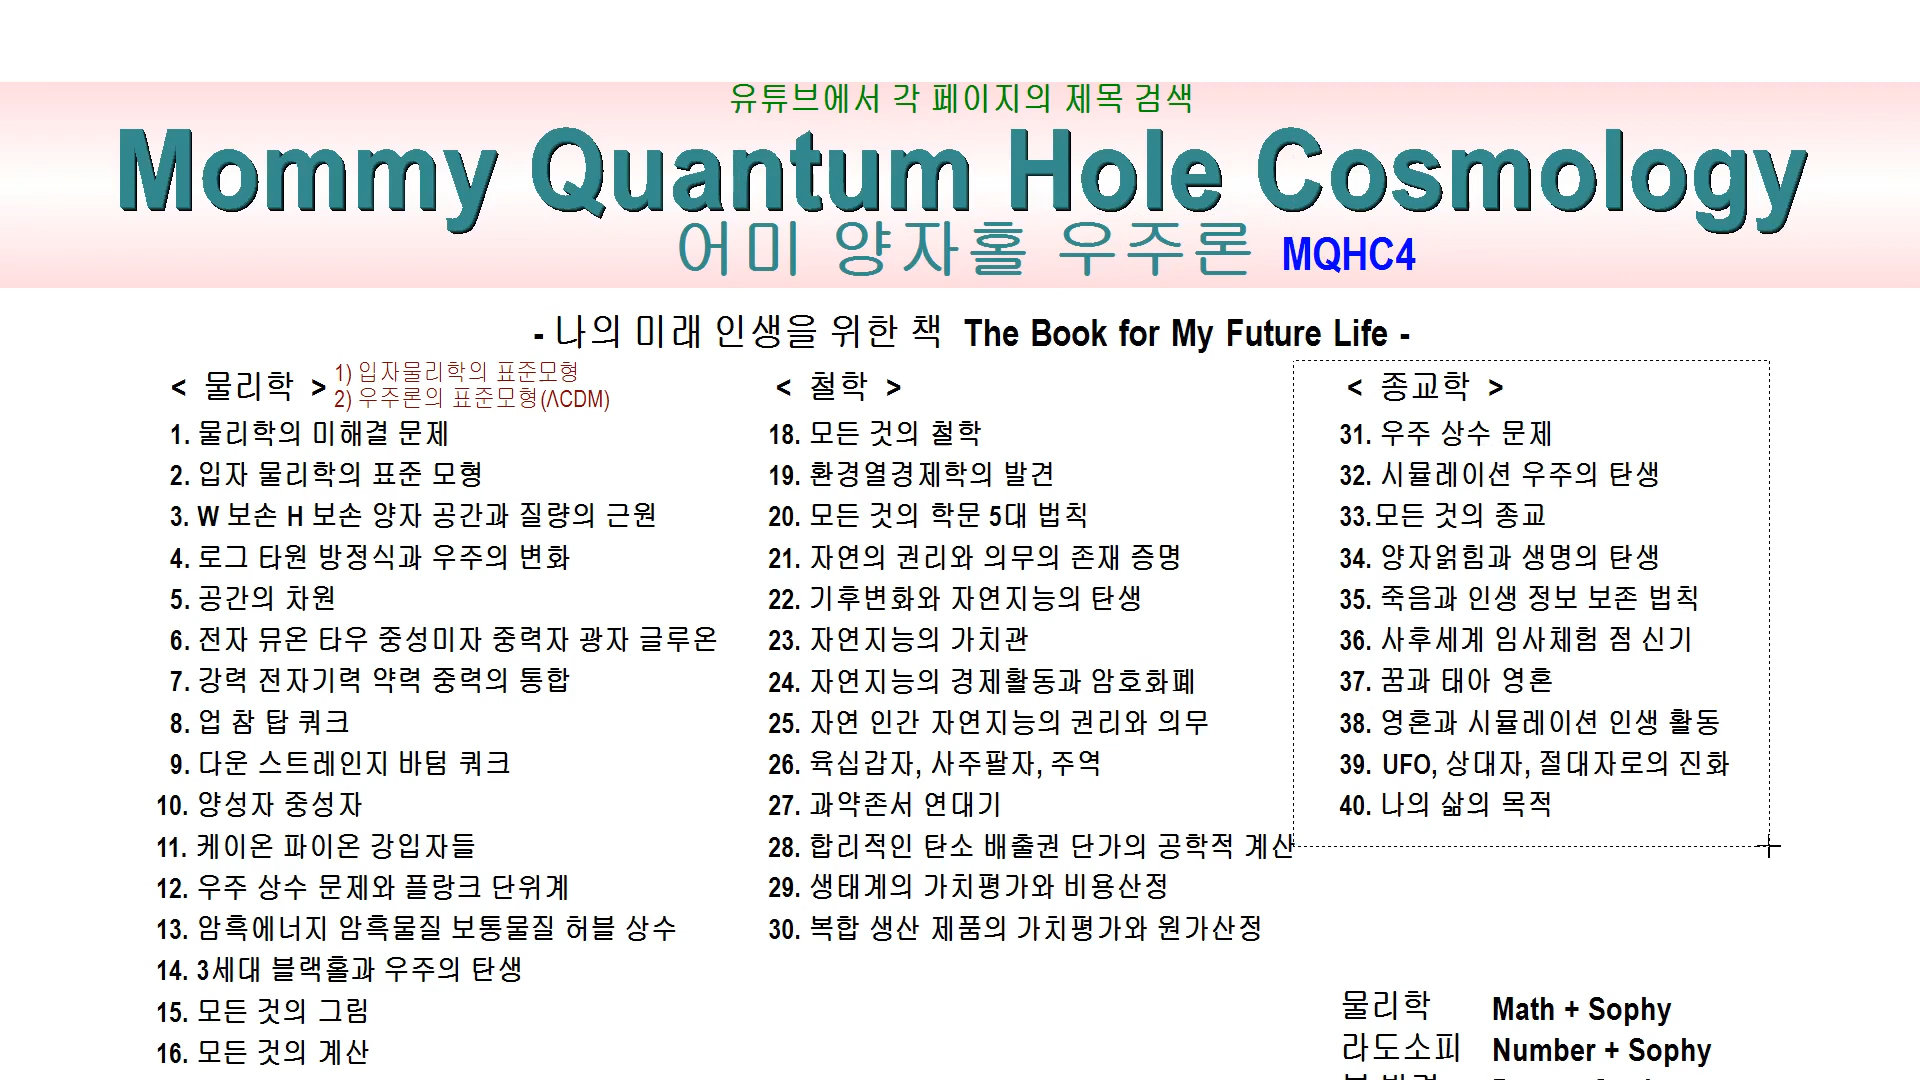 유튜브에서 각 페이지의 제목 검색
Mommy Quantum Hole Cosmology
어미 양자홀 우주론 MQHC4
- 나의 미래 인생을 위한 책 The Book for My Future Life -
< 물리학 >
1) 입자물리학의 표준모형
2) 우주론의 표준모형(ΛCDM)
1. 물리학의 미해결 문제
2. 입자 물리학의 표준 모형
3. W 보손 H 보손 양자 공간과 질량의 근원
4. 로그 타원 방정식과 우주의 변화
5. 공간의 차원
6. 전자 뮤온 타우 중성미자 중력자 광자 글루온
7. 강력 전자기력 약력 중력의 통합
8. 업 참 탑 쿼크
9. 다운 스트레인지 바텀 쿼크
10. 양성자 중성자
11. 케이온 파이온 강입자들
12. 우주 상수 문제와 플랑크 단위계
13. 암흑에너지 암흑물질 보통물질 허블 상수
14. 3세대 블랙홀과 우주의 탄생
15. 모든 것의 그림
16. 모든 것의 계산
< 철학 >
18. 모든 것의 철학
19. 환경열경제학의 발견
20. 모든 것의 학문 5대 법칙
21. 자연의 권리와 의무의 존재 증명
22. 기후변화와 자연지능의 탄생
23. 자연지능의 가치관
24. 자연지능의 경제활동과 암호화폐
25. 자연 인간 자연지능의 권리와 의무
26. 육십갑자, 사주팔자, 주역
27. 과약존서 연대기
28. 합리적인 탄소 배출권 단가의 공학적 계산
29. 생태계의 가치평가와 비용산정
30. 복합 생산 제품의 가치평가와 원가산정
< 종교학 >
31. 우주 상수 문제
32. 시뮬레이션 우주의 탄생
33.모든 것의 종교
34. 양자얽힘과 생명의 탄생
35. 죽음과 인생 정보 보존 법칙
36. 사후세계 임사체험 점 신기
37. 꿈과 태아 영혼
38. 영혼과 시뮬레이션 인생 활동
39. UFO, 상대자, 절대자로의 진화
40. 나의 삶의 목적
물리학 Math + Sophy
라도소피 Number + Sophy